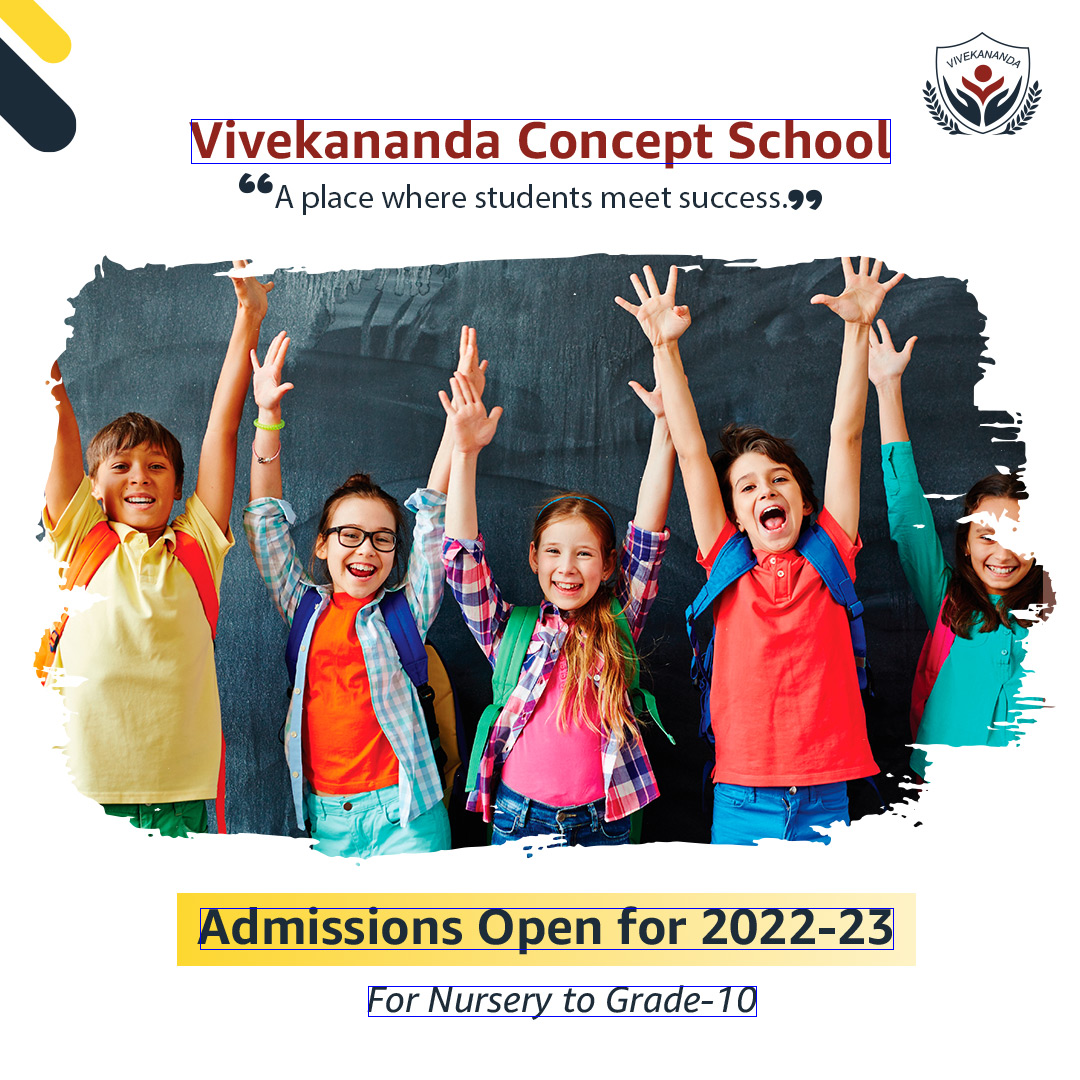 VIVEKANANDA
Vivekananda Concept School
“A place where students meet success.”
Admissions Open for 2022-23
For Nursery to Grade-10